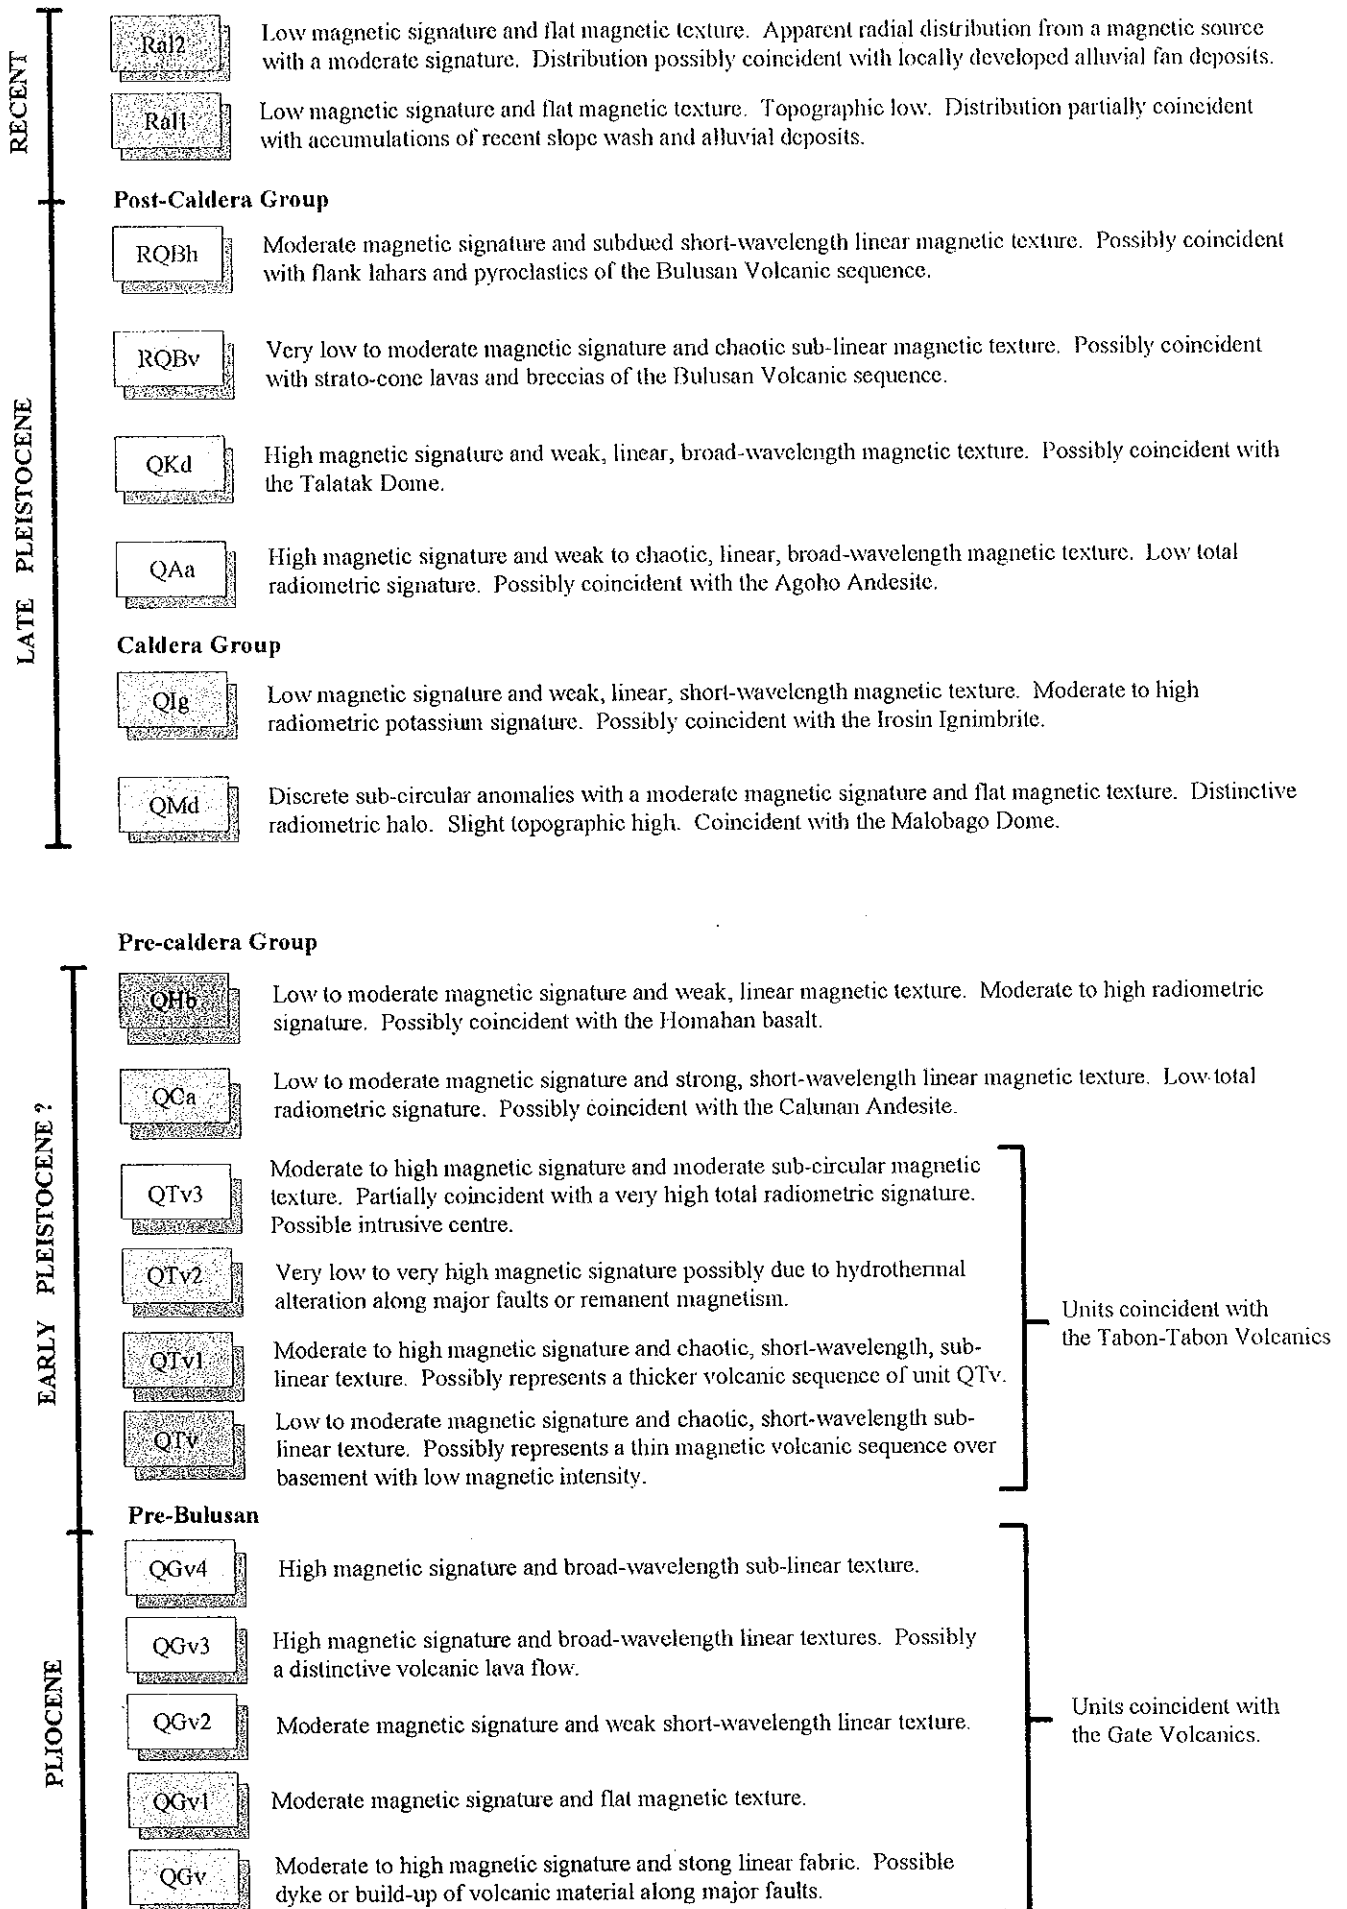 RECENT
Ral2
Low magnetic signature and flat magnetic texture. Apparent radial distribution from a magnetic source
with a moderate signature. Distribution possibly coincident with locally developed alluvial fan deposits.
Ral1
Low magnetic signature and flat magnetic texture. Topographic low. Distribution partially coincident
with accumulations of recent slope wash and alluvial deposits.
LATE PLEISTOCENE
Post-Caldera Group
RQBh
Moderate magnetic signature and subdued short-wavelength linear magnetic texture. Possibly coincident
with flank lahars and pyroclastics of the Bulusan Volcanic sequence.
RQBv
Very low to moderate magnetic signature and chaotic sub-linear magnetic texture. Possibly coincident
with strato-cone lavas and breccias of the Bulusan Volcanic sequence.
QKd
High magnetic signature and weak, linear, broad-wavelength magnetic texture. Possibly coincident with
the Talatak Dome.
QAa
High magnetic signature and weak to chaotic, linear, broad-wavelength magnetic texture. Low total
radiometric signature. Possibly coincident with the Agoho Andesite.
Caldera Group
QIg
Low magnetic signature and weak, linear, short-wavelength magnetic texture. Moderate to high
radiometric potassium signature. Possibly coincident with the Irosin Ignimbrite.
QMd
Discrete sub-circular anomalies with a moderate magnetic signature and flat magnetic texture. Distinctive
radiometric halo. Slight topographic high. Coincident with the Malobago Dome.
EARLY PLEISTOCENE ?
Pre-caldera Group
QHb
Low to moderate magnetic signature and weak, linear magnetic texture. Moderate to high radiometric
signature. Possibly coincident with the Homahan basalt.
QCa
Low to moderate magnetic signature and strong, short-wavelength linear magnetic texture. Low total
radiometric signature. Possibly coincident with the Calunan Andesite.
QTv3
Moderate to high magnetic signature and moderate sub-circular magnetic
texture. Partially coincident with a very high total radiometric signature.
Possible intrusive centre.
QTv2
Very low to very high magnetic signature possibly due to hydrothermal
alteration along major faults or remanent magnetism.
QTv1
Moderate to high magnetic signature and chaotic, short-wavelength, sub-
linear texture. Possibly represents a thicker volcanic sequence of unit QTv.
QTv
Low to moderate magnetic signature and chaotic, short-wavelength sub-
linear texture. Possibly represents a thin magnetic volcanic sequence over
basement with low magnetic intensity.
Units coincident with
the Tabon-Tabon Volcanics
PLIOCENE
Pre-Bulusan
QGv4
High magnetic signature and broad-wavelength sub-linear texture.
QGv3
High magnetic signature and broad-wavelength linear textures. Possibly
a distinctive volcanic lava flow.
QGv2
Moderate magnetic signature and weak short-wavelength linear texture.
QGv1
Moderate magnetic signature and flat magnetic texture.
QGv
Moderate to high magnetic signature and stong linear fabric. Possible
dyke or build-up of volcanic material along major faults.
Units coincident with
the Gate Volcanics.